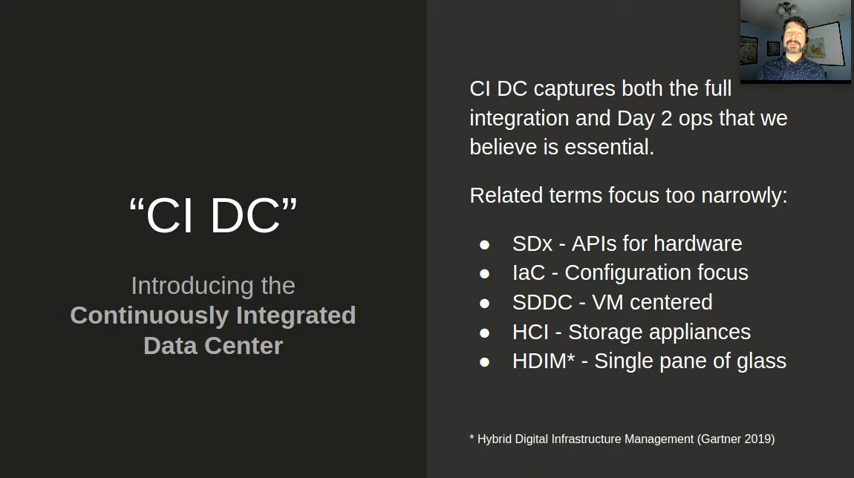 “CI DC”
Introducing the
Continuously Integrated
Data Center
CI DC captures both the full
integration and Day 2 ops that we
believe is essential.
Related terms focus too narrowly:
● SDx - APIs for hardware
● IaC - Configuration focus
● SDDC - VM centered
● HCI - Storage appliances
● HDIM* - Single pane of glass
* Hybrid Digital Infrastructure Management (Gartner 2019)